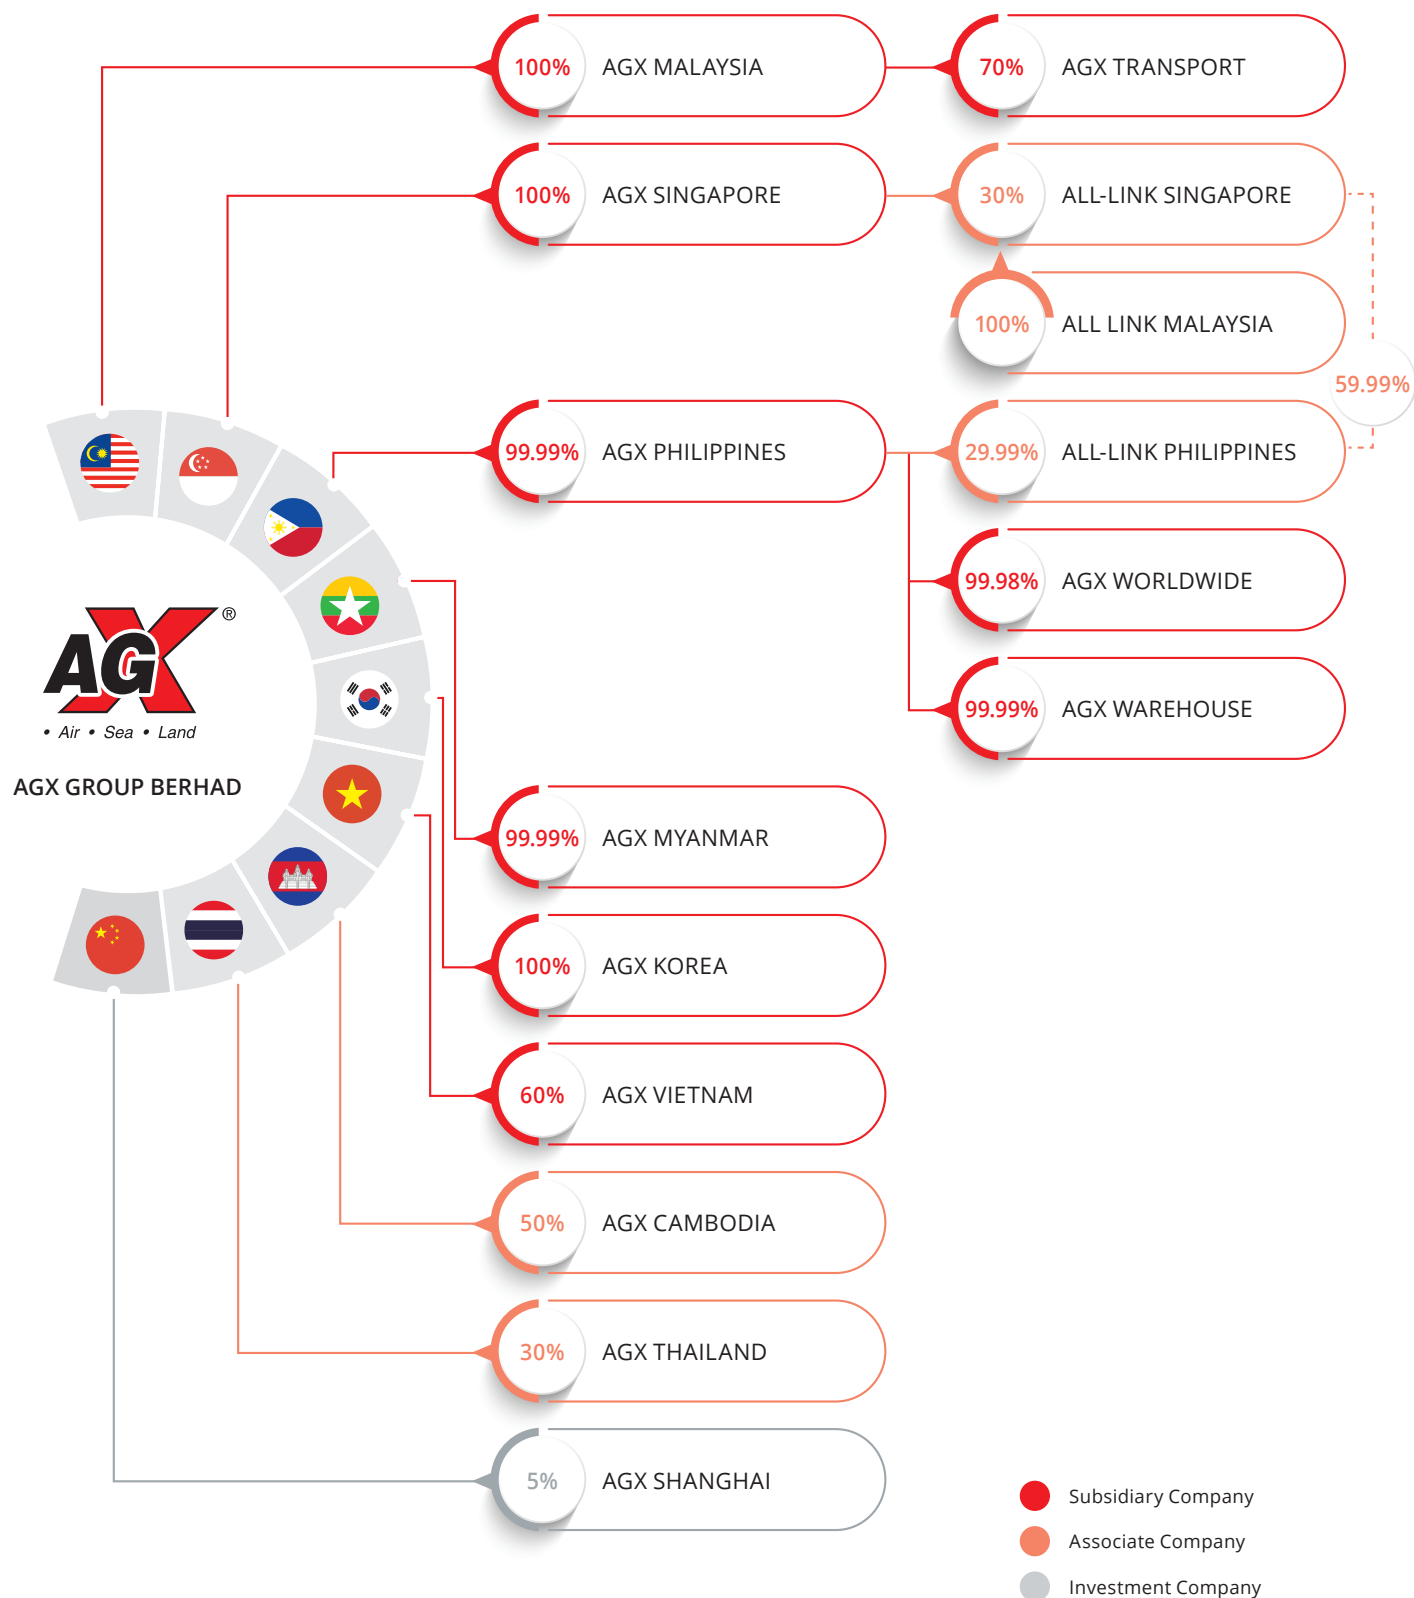 100% AGX MALAYSIA
70% AGX TRANSPORT
100% AGX SINGAPORE
30% ALL-LINK SINGAPORE
100% ALL LINK MALAYSIA
59.99%
99.99% AGX PHILIPPINES
29.99% ALL-LINK PHILIPPINES
99.98% AGX WORLDWIDE
99.99% AGX WAREHOUSE
AGX®
• Air • Sea • Land
AGX GROUP BERHAD
99.99% AGX MYANMAR
100% AGX KOREA
60% AGX VIETNAM
50% AGX CAMBODIA
30% AGX THAILAND
5% AGX SHANGHAI
Subsidiary Company
Associate Company
Investment Company